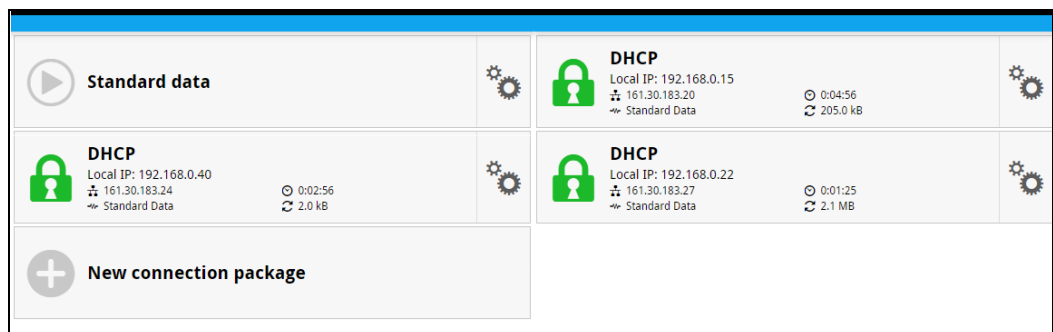 Standard data
DHCP
Local IP: 192.168.0.15
161.30.183.20 0:04:56
Standard Data 205.0 kB
DHCP
Local IP: 192.168.0.40
161.30.183.24 0:02:56
Standard Data 2.0 kB
DHCP
Local IP: 192.168.0.22
161.30.183.27 0:01:25
Standard Data 2.1 MB
New connection package